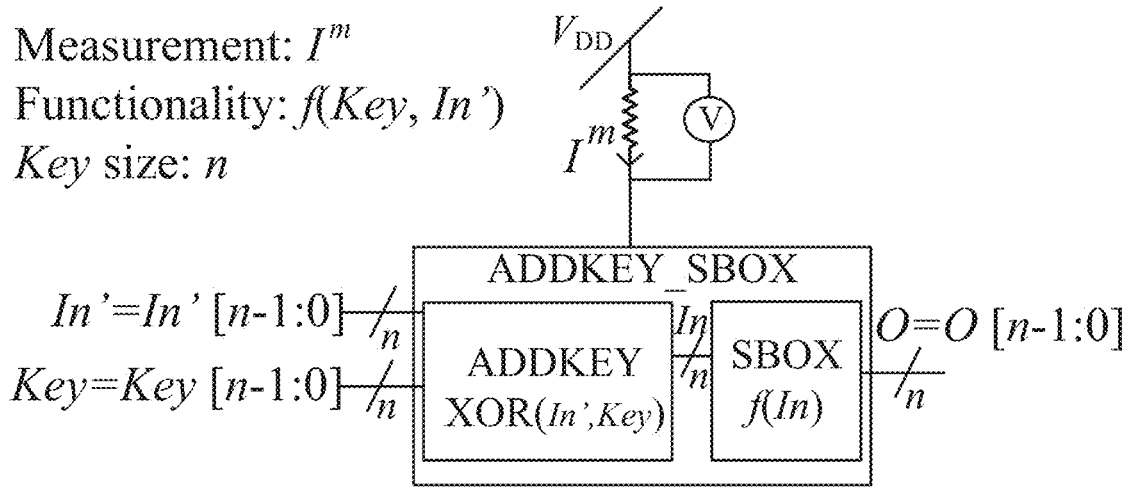 Measurement: I^m
Functionality: f(Key, In’)
Key size: n
V_DD
V
I^m
ADDKEY_SBOX
In’=In’ [n-1:0]
n
Key=Key [n-1:0]
n
ADDKEY
XOR(In’,Key)
In
n
SBOX
f(In)
O=O [n-1:0]
n